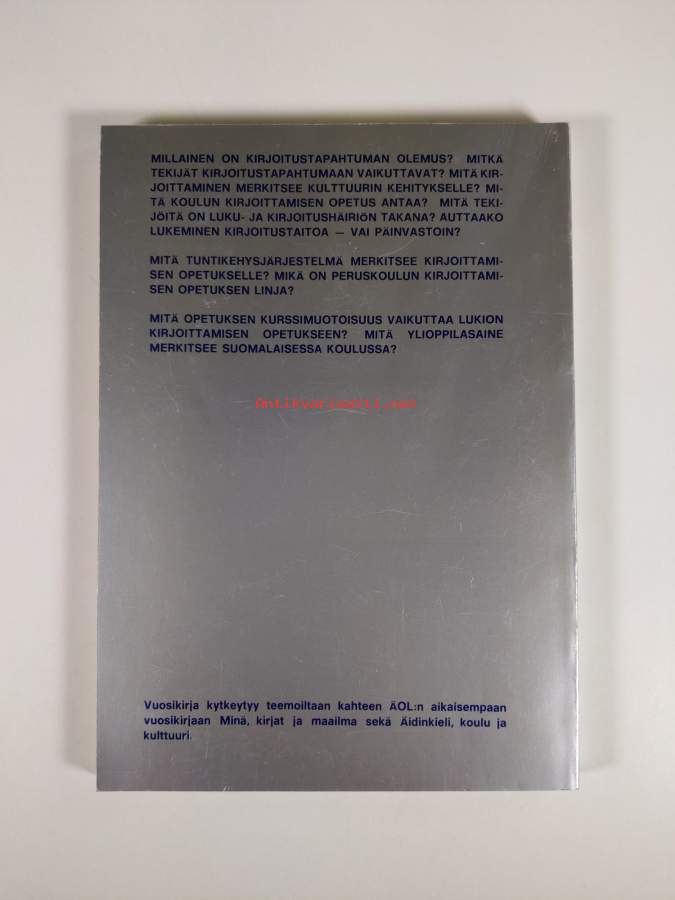 MILLAINEN ON KIRJOITUSTAPAHTUMAN OLEMUS? MITKÄ
TEKIJÄT KIRJOITUSTAPAHTUMAAN VAIKUTTAVAT? MITÄ KIR-
JOITTAMINEN MERKITSEE KULTTUURIN KEHITYKSELLE? MI-
TÄ KOULUN KIRJOITTAMISEN OPETUS ANTAA? MITÄ TEKI-
JÖITÄ ON LUKU- JA KIRJOITUSHÄIRIÖN TAKANA? AUTTAAKO
LUKEMINEN KIRJOITUSTAITOA – VAI PÄINVASTOIN?
MITÄ TUNTIKEHYSJÄRJESTELMÄ MERKITSEE KIRJOITTAMI-
SEN OPETUKSELLE? MIKÄ ON PERUSKOULUN KIRJOITTAMI-
SEN OPETUKSEN LINJA?
MITÄ OPETUKSEN KURSSIMUOTOISUUS VAIKUTTAA LUKION
KIRJOITTAMISEN OPETUKSEEN? MITÄ YLIOPPILASAINE
MERKITSEE SUOMALAISESSA KOULUSSA?
Antikvariaatti.net
Vuosikirja kytkeytyy teemoiltaan kahteen ÄOL:n aikaisempaan
vuosikirjaan Minä, kirjat ja maailma sekä Äidinkieli, koulu ja
kulttuuri.